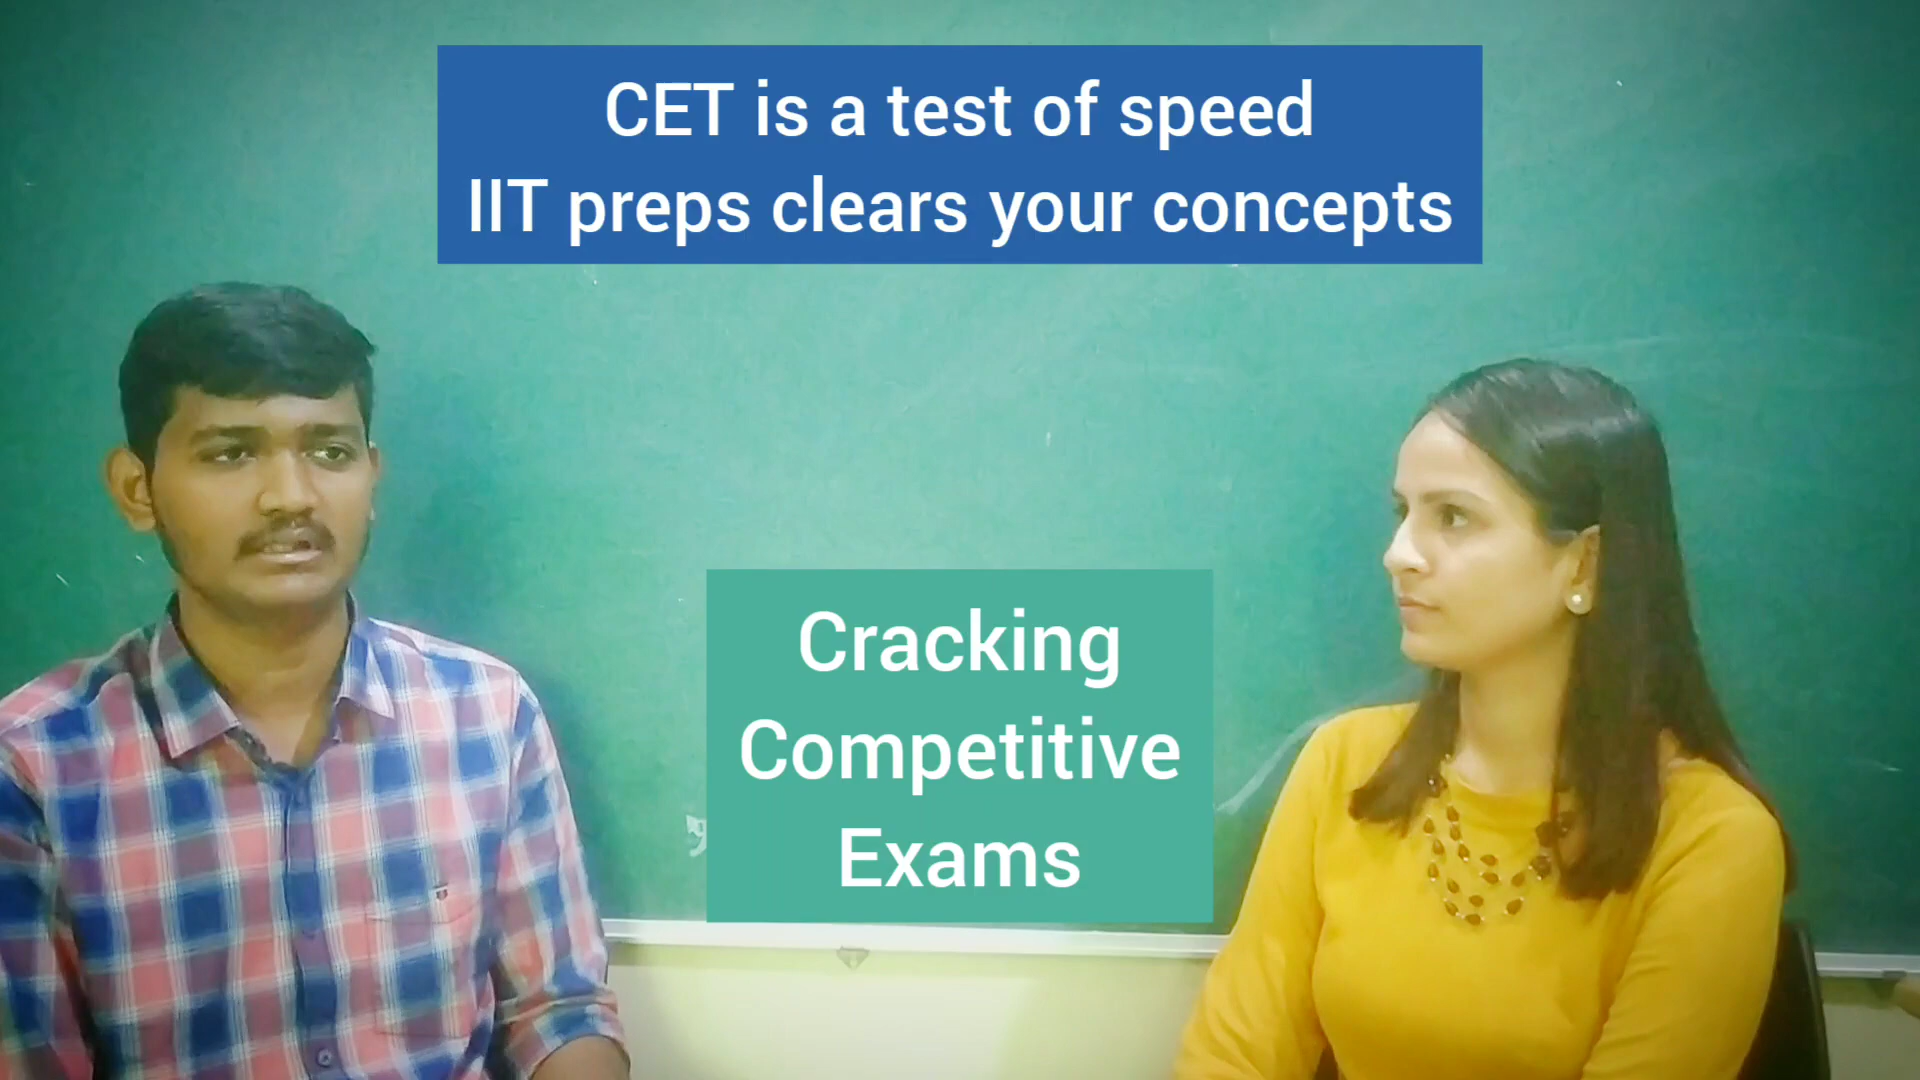 CET is a test of speed
IIT preps clears your concepts
Cracking
Competitive
Exams